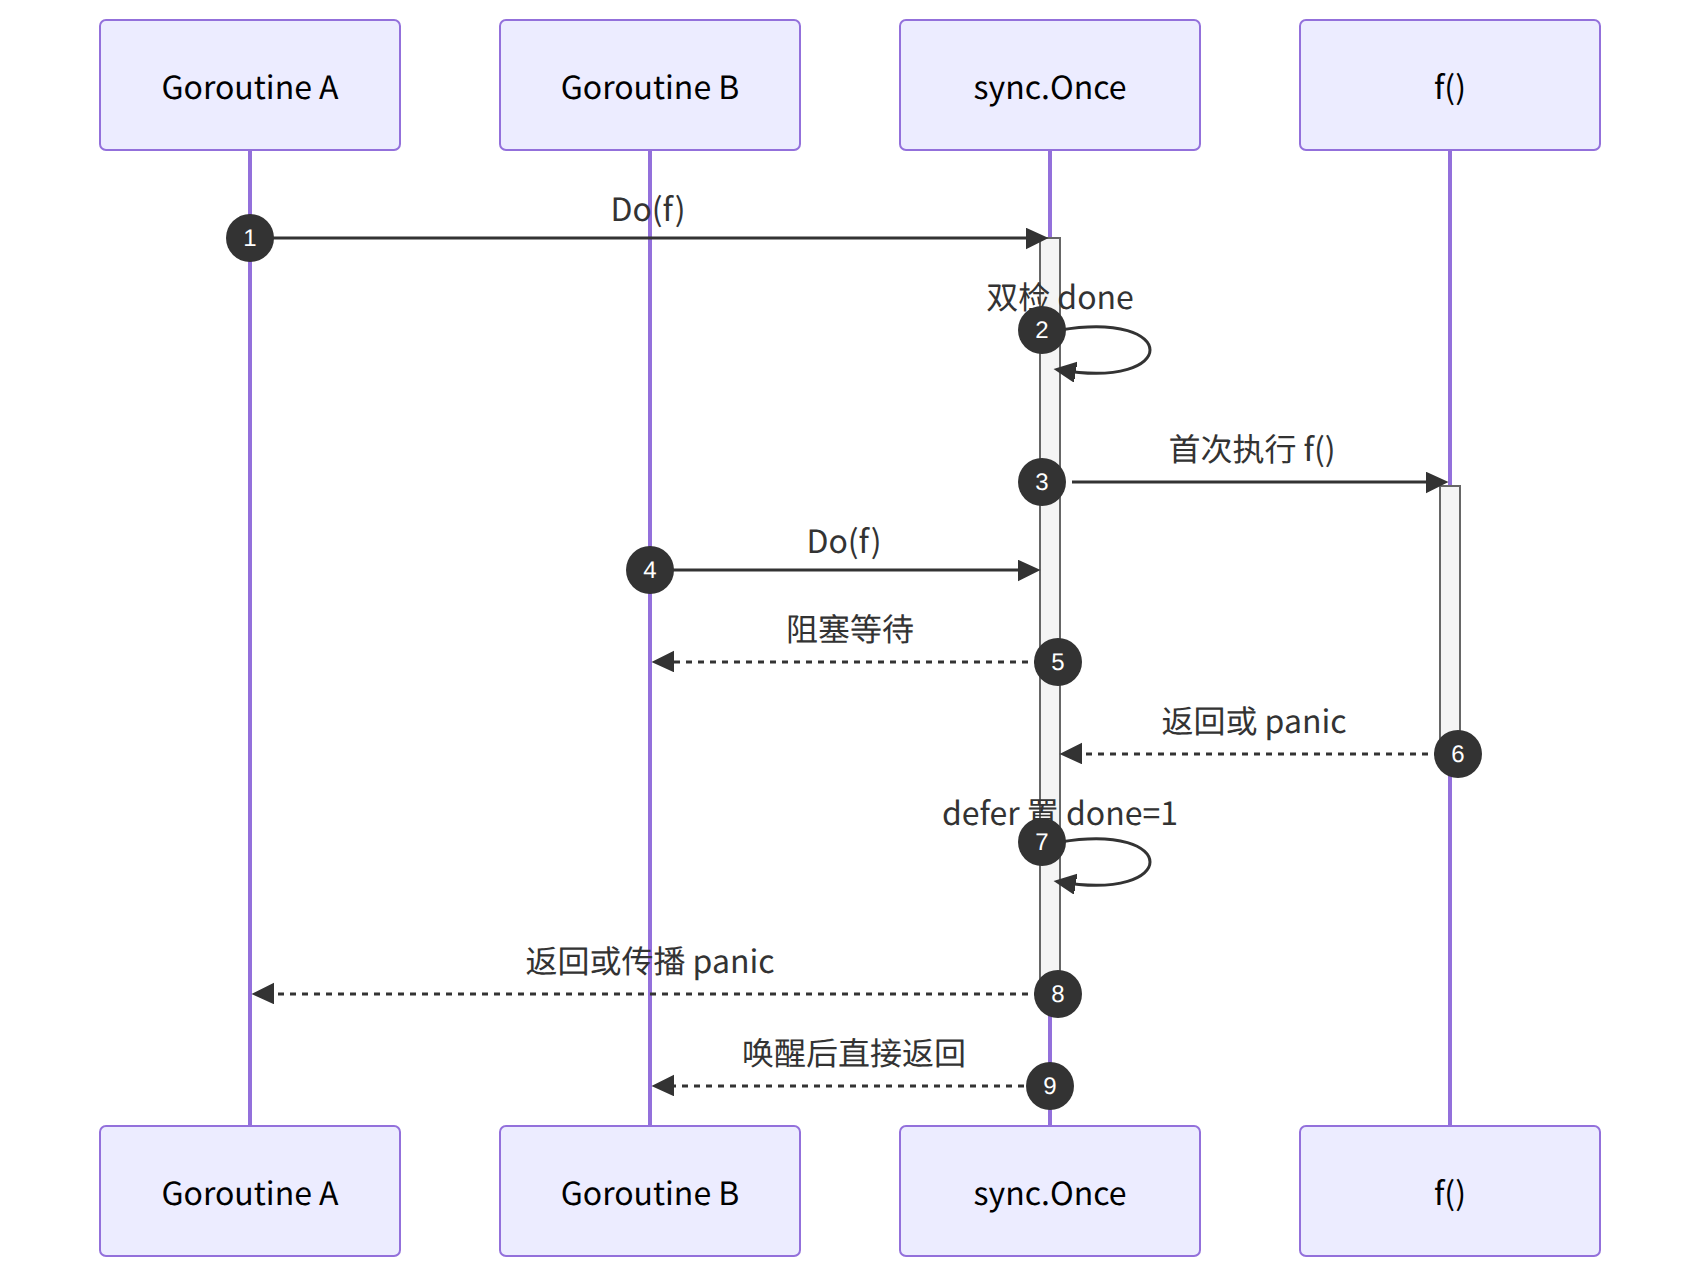 Goroutine A
Goroutine B
sync.Once
f()
Do(f)
1
双检 done
2
首次执行 f()
3
Do(f)
4
阻塞等待
5
返回或 panic
6
defer 置 done=1
7
返回或传播 panic
8
唤醒后直接返回
9
Goroutine A
Goroutine B
sync.Once
f()